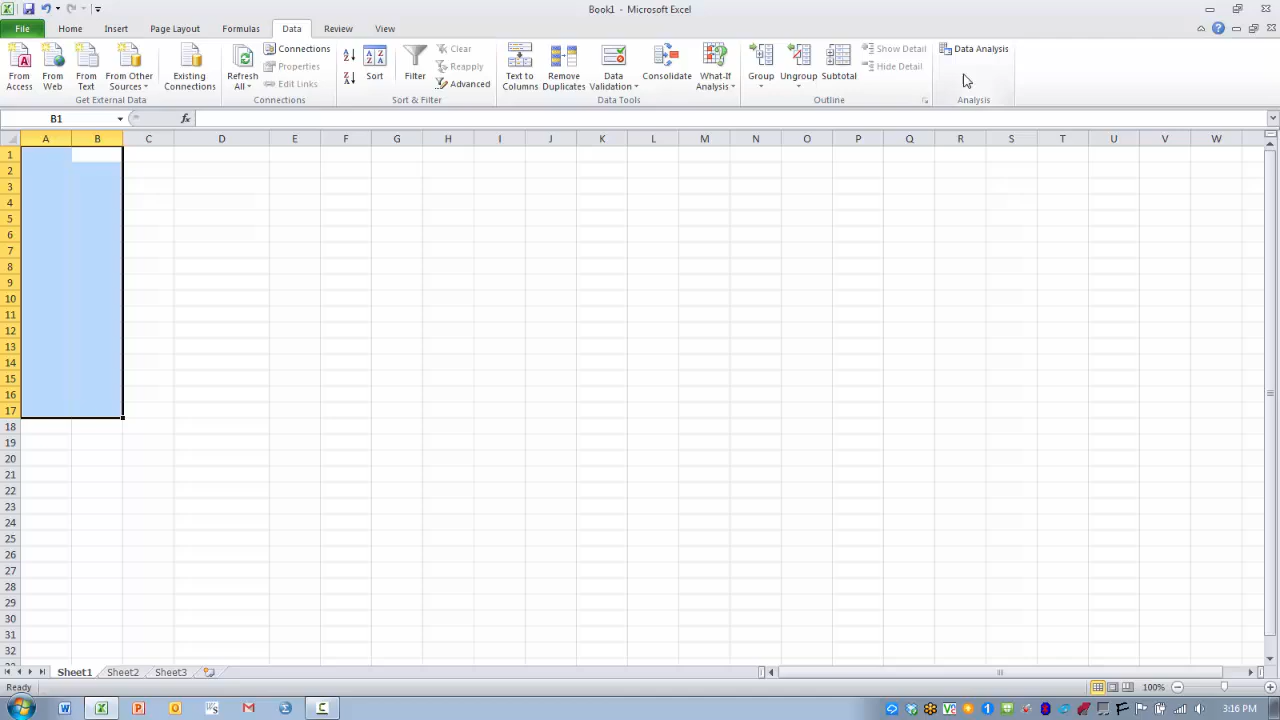 Book1 - Microsoft Excel
File Home Insert Page Layout Formulas Data Review View
From Access
From Web
From Text
From Other Sources
Existing Connections
Get External Data
Refresh All
Connections
Properties
Edit Links
Connections
Sort
Filter
Clear
Reapply
Advanced
Sort & Filter
Text to Columns
Remove Duplicates
Data Validation
Consolidate
What-If Analysis
Data Tools
Group
Ungroup
Subtotal
Show Detail
Hide Detail
Outline
Data Analysis
Analysis
B1 fx
A B C D E F G H I J K L M N O P Q R S T U V W
1
2
3
4
5
6
7
8
9
10
11
12
13
14
15
16
17
18
19
20
21
22
23
24
25
26
27
28
29
30
31
32
Sheet1 Sheet2 Sheet3
Ready 100%
3:16 PM